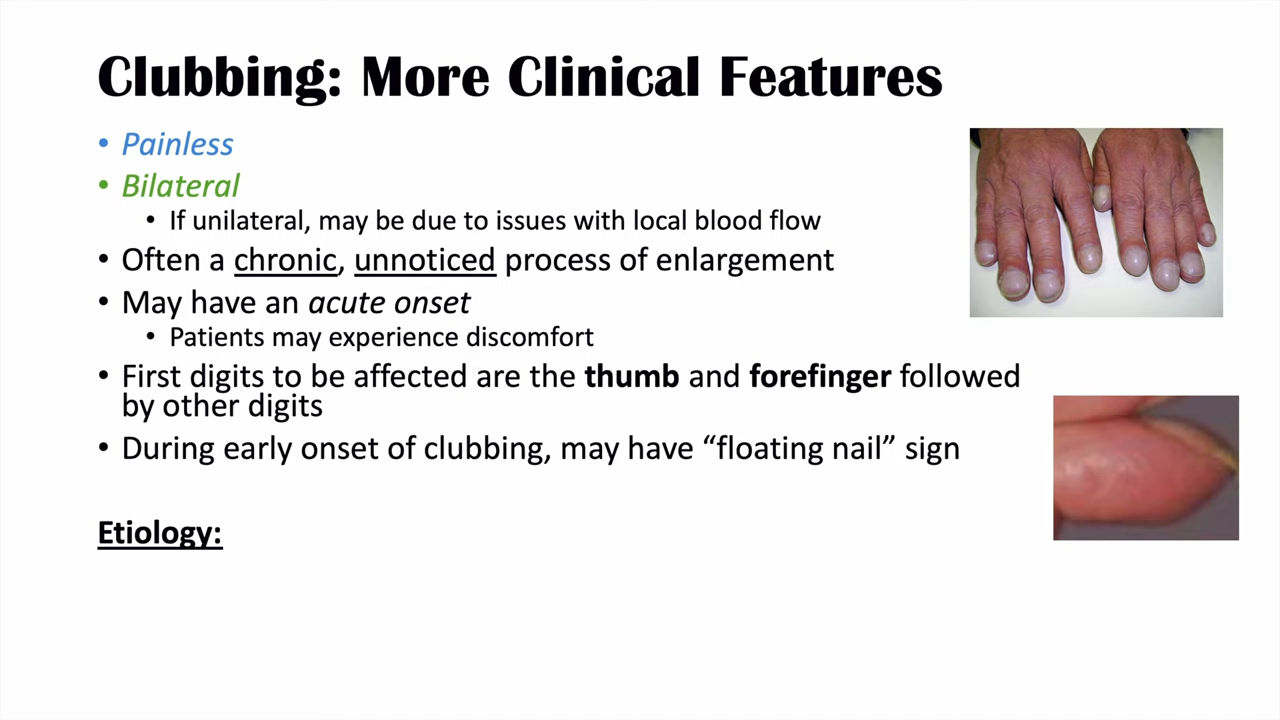 Clubbing: More Clinical Features
• Painless
• Bilateral
• If unilateral, may be due to issues with local blood flow
• Often a chronic, unnoticed process of enlargement
• May have an acute onset
• Patients may experience discomfort
• First digits to be affected are the thumb and forefinger followed
by other digits
• During early onset of clubbing, may have “floating nail” sign
Etiology: